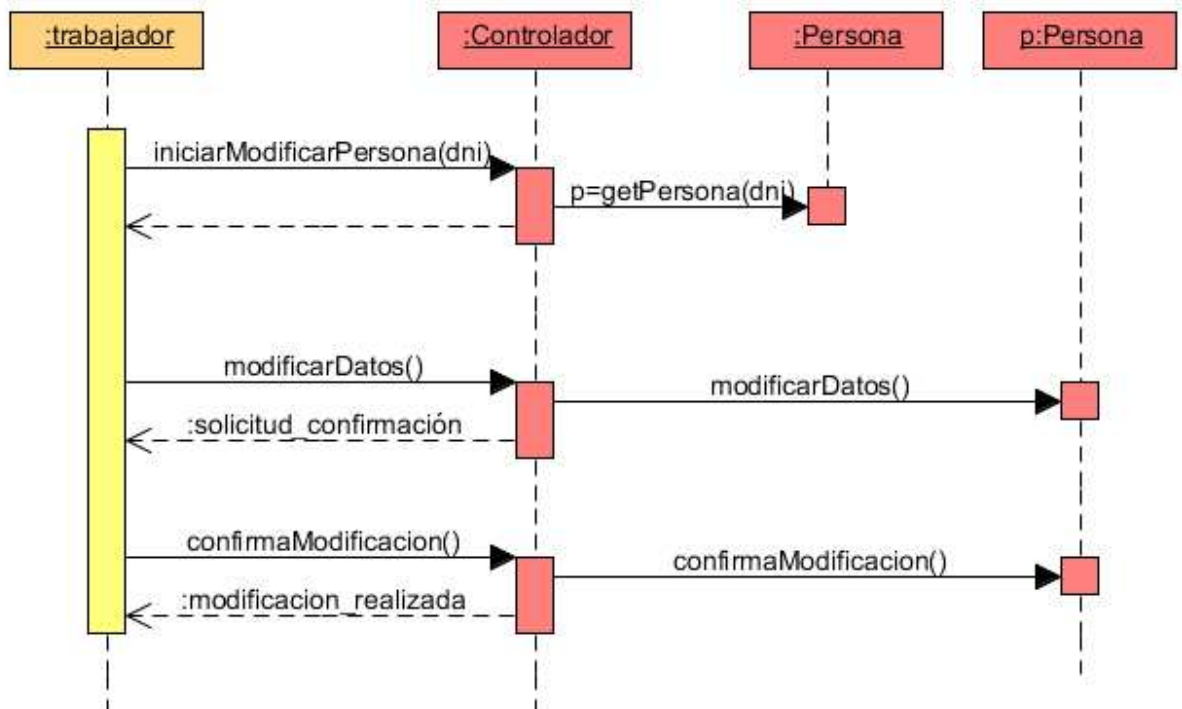 :trabajador
:Controlador
:Persona
p:Persona
iniciarModificarPersona(dni)
p=getPersona(dni)
modificarDatos()
modificarDatos()
:solicitud_confirmación
confirmaModificacion()
confirmaModificacion()
:modificacion_realizada